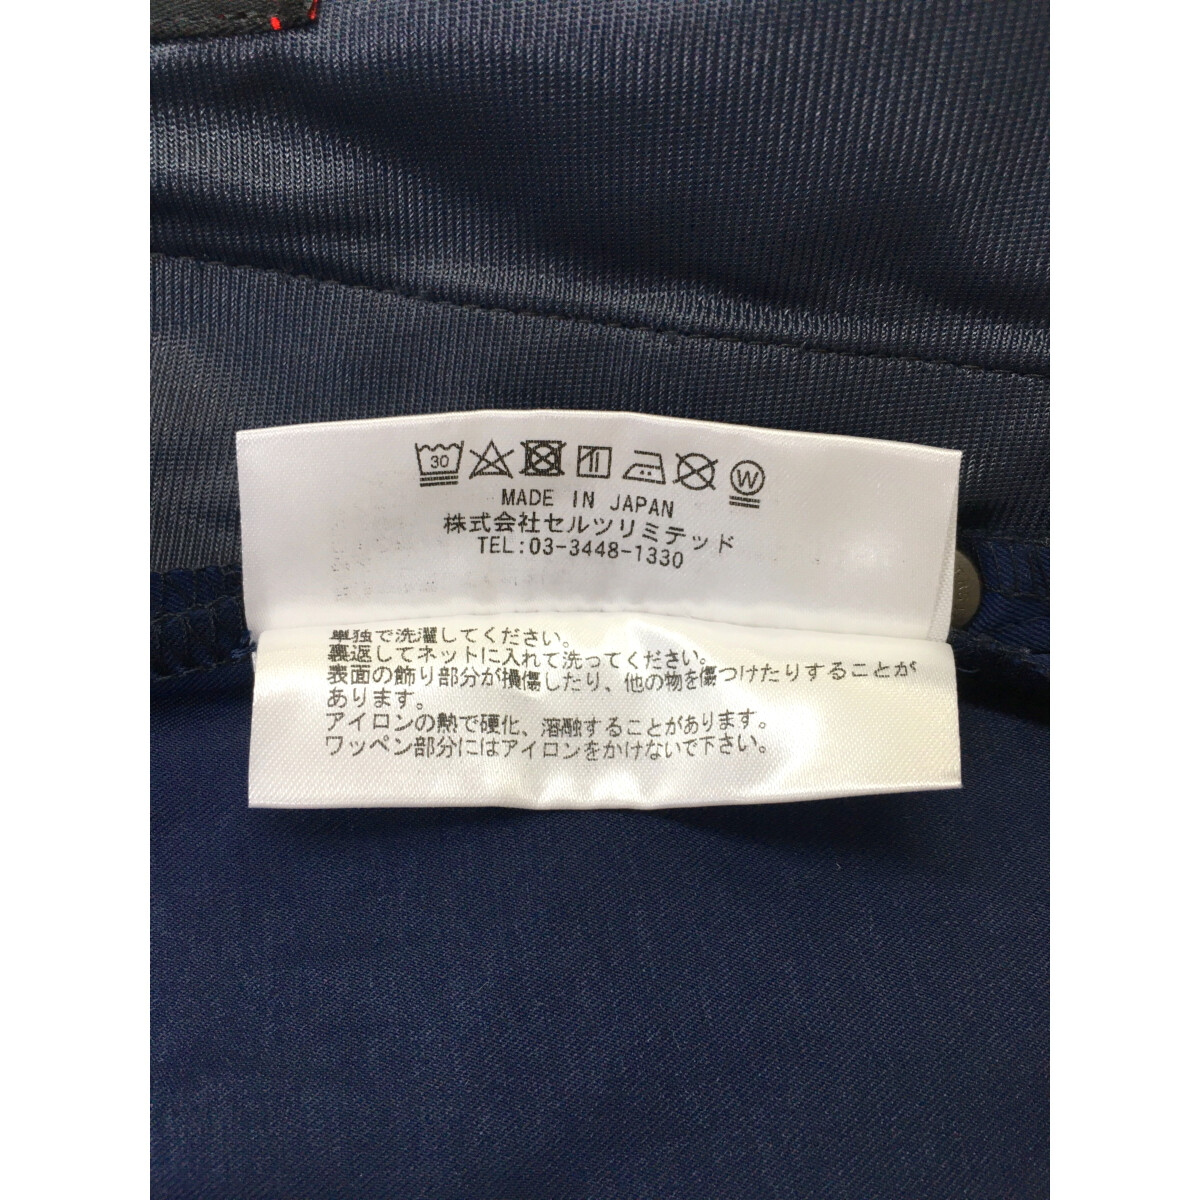 30
W
MADE IN JAPAN
株式会社セルツリミテッド
TEL:03-3448-1330
単独で洗濯してください。
裏返してネットに入れて洗ってください。
表面の飾り部分が損傷したり、他の物を傷つけたりすることが
あります。
アイロンの熱で硬化、溶融することがあります。
ワッペン部分にはアイロンをかけないで下さい。